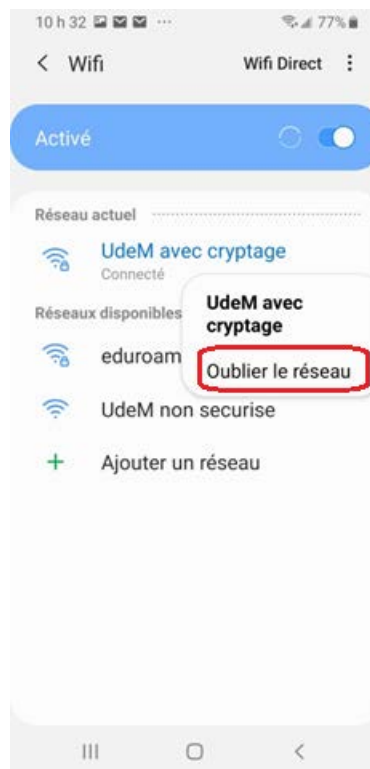 10 h 32 ... 77%
Wifi Wifi Direct
Activé
Réseau actuel
UdeM avec cryptage
Connecté
UdeM avec
cryptage
Oublier le réseau
Réseaux disponibles
eduroam
UdeM non securise
+ Ajouter un réseau